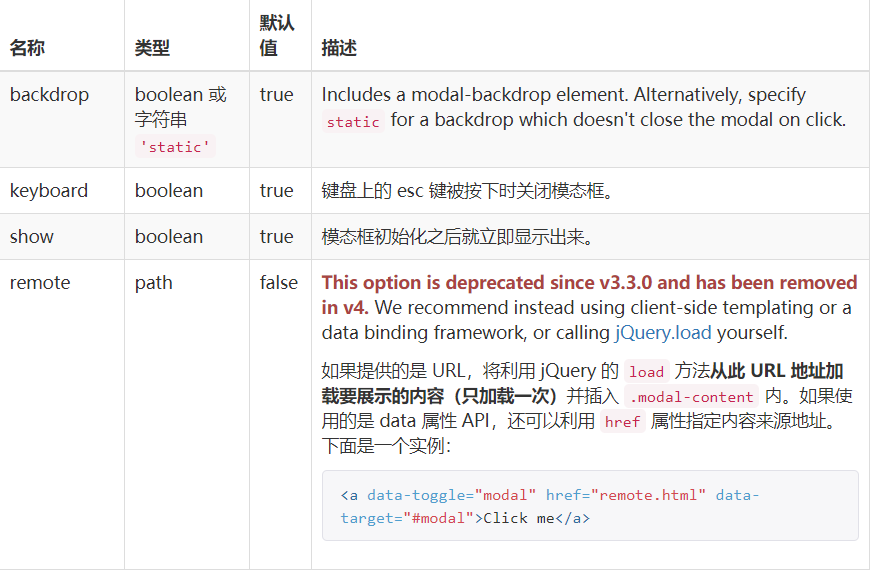 名称 类型 默认值 描述
backdrop boolean 或 字符串 'static' true Includes a modal-backdrop element. Alternatively, specify
static for a backdrop which doesn't close the modal on click.
keyboard boolean true 键盘上的 esc 键被按下时关闭模态框。
show boolean true 模态框初始化之后就立即显示出来。
remote path false This option is deprecated since v3.3.0 and has been removed
in v4. We recommend instead using client-side templating or a
data binding framework, or calling jQuery.load yourself.
如果提供的是 URL，将利用 jQuery 的 load 方法从此 URL 地址加
载要展示的内容（只加载一次）并插入 .modal-content 内。如果使
用的是 data 属性 API，还可以利用 href 属性指定内容来源地址。
下面是一个实例：
<a data-toggle="modal" href="remote.html" data-
target="#modal">Click me</a>